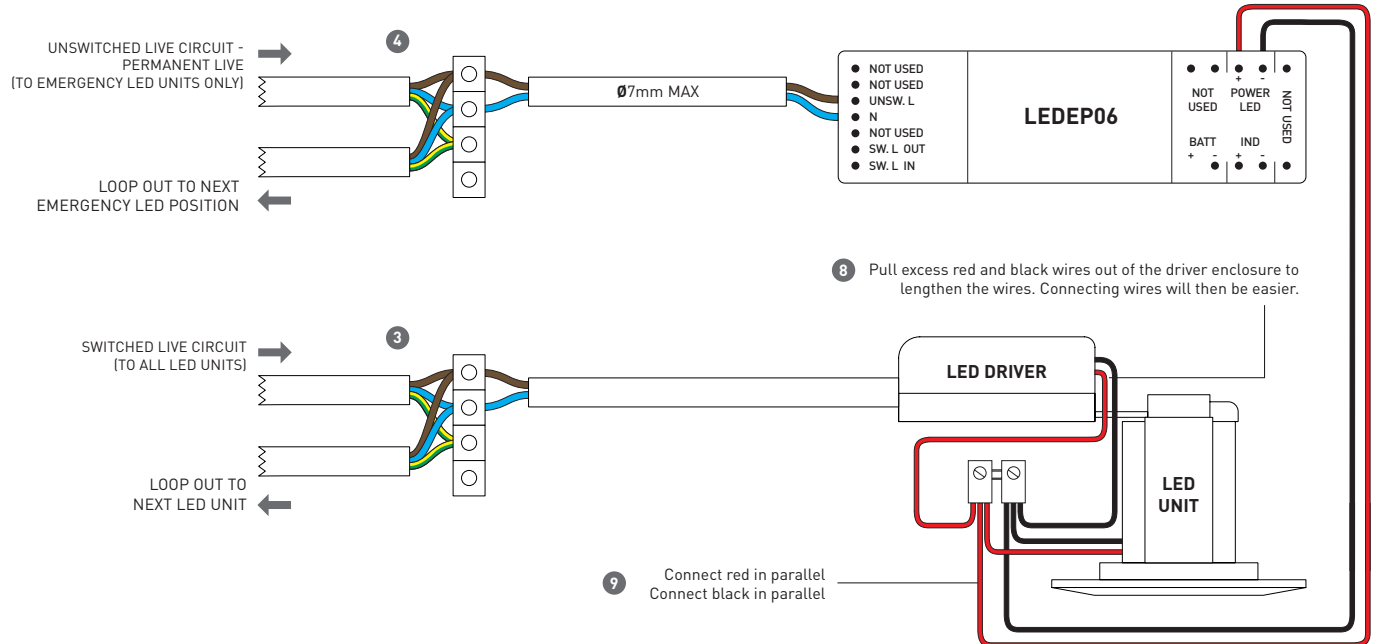 UNSWITCHED LIVE CIRCUIT -
PERMANENT LIVE
(TO EMERGENCY LED UNITS ONLY)
4
Ø7mm MAX
LOOP OUT TO NEXT
EMERGENCY LED POSITION
NOT USED
NOT USED
UNSW. L
N
NOT USED
SW. L OUT
SW. L IN
LEDEP06
+ -
NOT
USED
POWER
LED
NOT USED
BATT
+ -
IND
+ -
8 Pull excess red and black wires out of the driver enclosure to
lengthen the wires. Connecting wires will then be easier.
SWITCHED LIVE CIRCUIT
(TO ALL LED UNITS)
3
LOOP OUT TO
NEXT LED UNIT
LED DRIVER
LED
UNIT
9 Connect red in parallel
Connect black in parallel